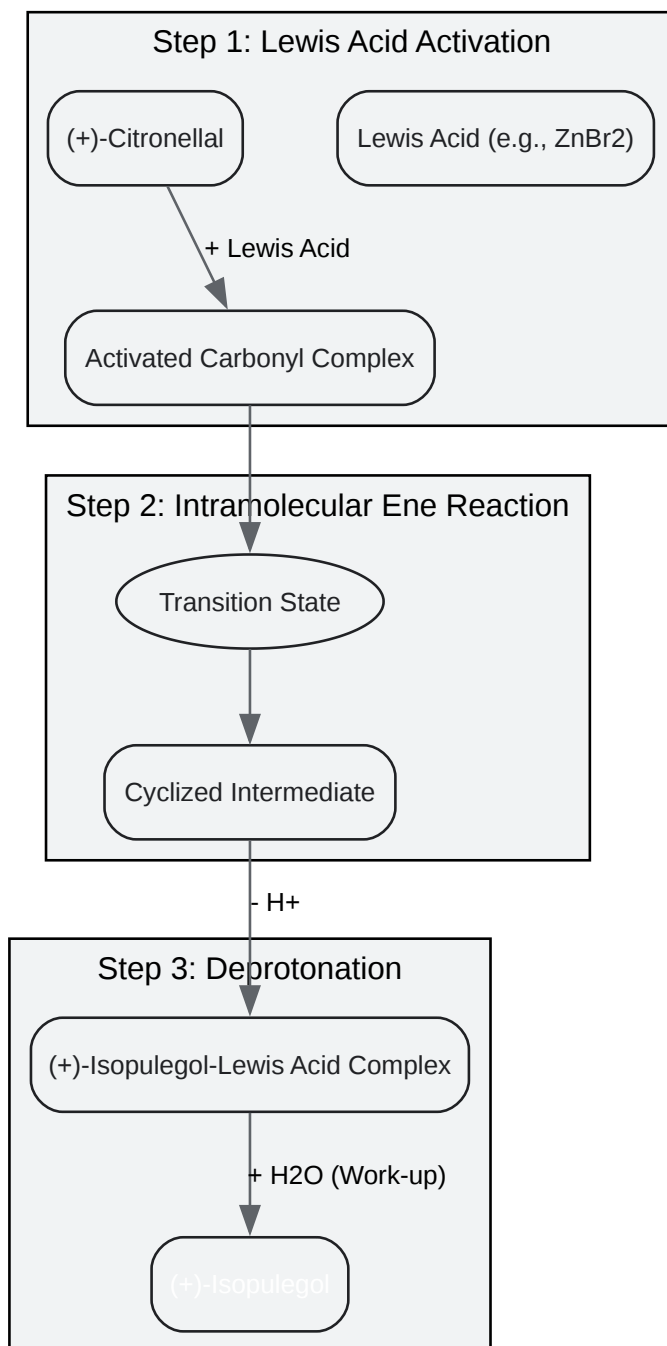 Step 1: Lewis Acid Activation
(+)-Citronellal
Lewis Acid (e.g., ZnBr2)
+ Lewis Acid
Activated Carbonyl Complex
Step 2: Intramolecular Ene Reaction
Transition State
Cyclized Intermediate
- H+
Step 3: Deprotonation
(+)-Isopulegol-Lewis Acid Complex
+ H2O (Work-up)
(+)-Isopulegol